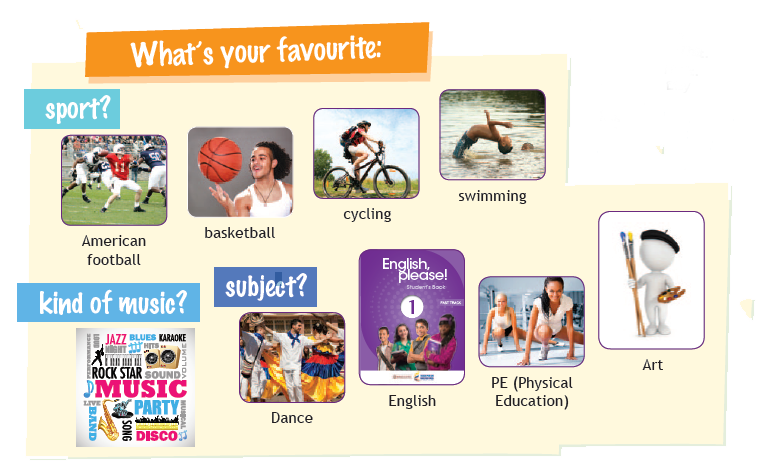 What's your favourite:
sport?
American
football
basketball
cycling
swimming
kind of music?
JAZZ BLUES KARAOKE
NIGHT HITS
ROCK STAR SOUND
VOLUME
MUSIC
LIVE
BAND
PARTY
SONG
DISCO
subject?
Dance
English,
please!
Student's Book
FAST TRACK
1
English
PE (Physical
Education)
Art
11